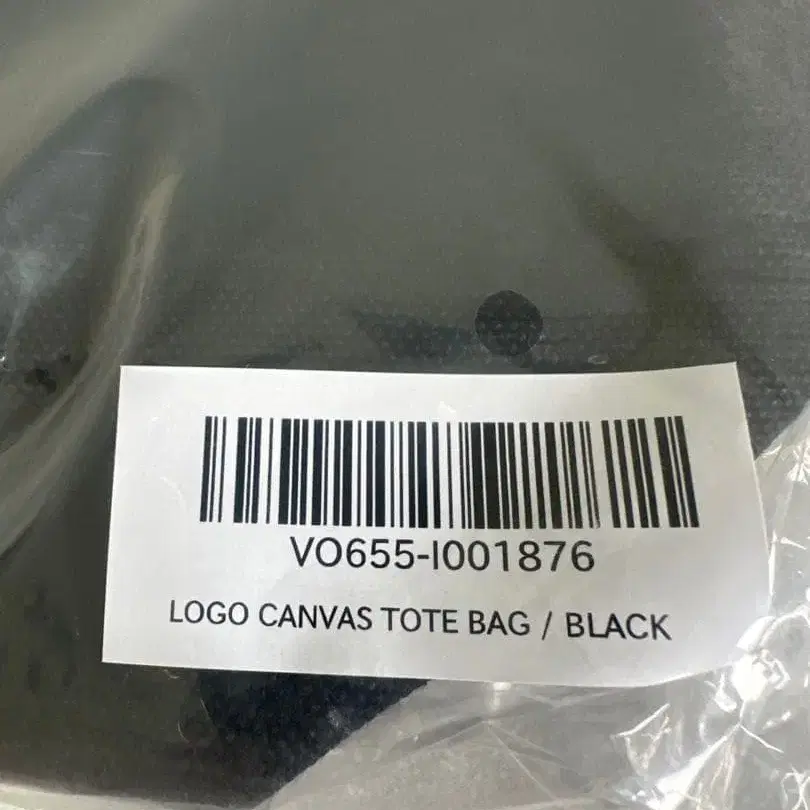 VO655-I001876
LOGO CANVAS TOTE BAG / BLACK